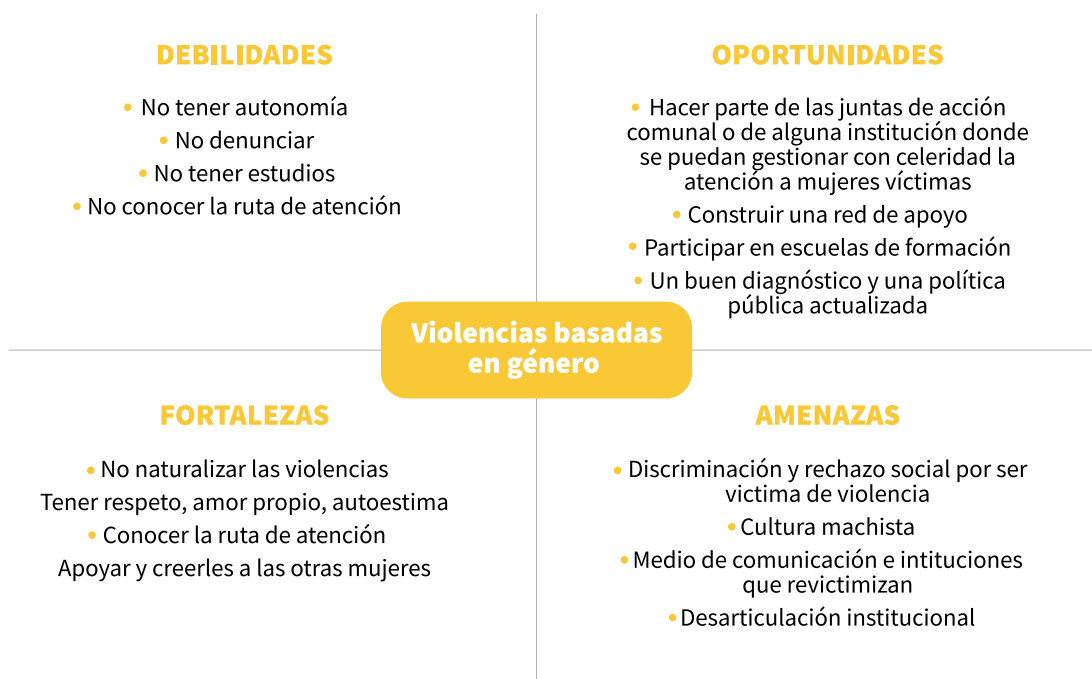 DEBILIDADES
• No tener autonomía
• No denunciar
• No tener estudios
• No conocer la ruta de atención
OPORTUNIDADES
• Hacer parte de las juntas de acción
comunal o de alguna institución donde
se puedan gestionar con celeridad la
atención a mujeres víctimas
• Construir una red de apoyo
• Participar en escuelas de formación
• Un buen diagnóstico y una política
pública actualizada
Violencias basadas
en género
FORTALEZAS
• No naturalizar las violencias
Tener respeto, amor propio, autoestima
• Conocer la ruta de atención
Apoyar y creerles a las otras mujeres
AMENAZAS
• Discriminación y rechazo social por ser
victima de violencia
• Cultura machista
• Medio de comunicación e intituciones
que revictimizan
• Desarticulación institucional